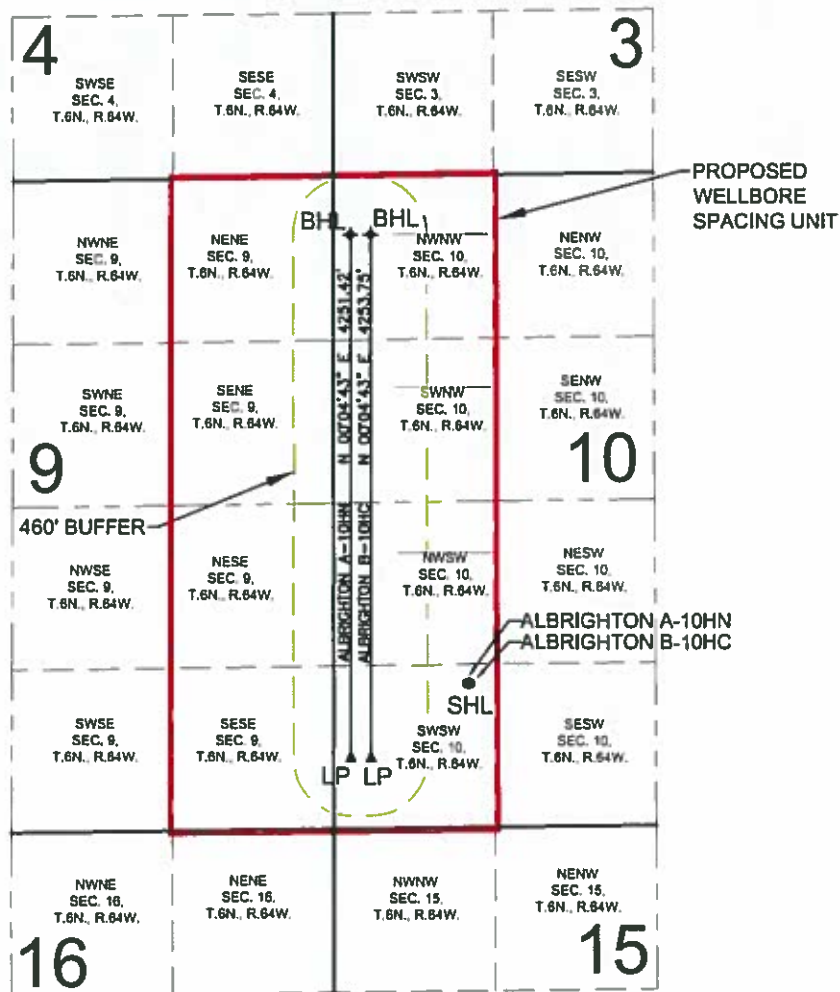 4
3
SWSE
SEC. 4,
T.6N., R.64W.
SESE
SEC. 4,
T.6N., R.64W.
SWSW
SEC. 3,
T.6N., R.64W.
SESW
SEC. 3,
T.6N., R.64W.
PROPOSED
WELLBORE
SPACING UNIT
BHL
BHL
NWNE
SEC. 9,
T.6N., R.64W.
NENE
SEC. 9,
T.6N., R.64W.
NWNW
SEC. 10,
T.6N., R.64W.
NENW
SEC. 10,
T.6N., R.64W.
SWNE
SEC. 9,
T.6N., R.64W.
SENE
SEC. 9,
T.6N., R.64W.
SWNW
SEC. 10,
T.6N., R.64W.
SENW
SEC. 10,
T.6N., R.64W.
9
10
460' BUFFER
ALBRIGHTON A-10HN N 00°04'43" E 4251.42'
ALBRIGHTON B-10HC N 00°04'43" E 4253.75'
NWSE
SEC. 9,
T.6N., R.64W.
NESE
SEC. 9,
T.6N., R.64W.
NWSW
SEC. 10,
T.6N., R.64W.
NESW
SEC. 10,
T.6N., R.64W.
ALBRIGHTON A-10HN
ALBRIGHTON B-10HC
SHL
SWSE
SEC. 9,
T.6N., R.64W.
SESE
SEC. 9,
T.6N., R.64W.
SWSW
SEC. 10,
T.6N., R.64W.
SESW
SEC. 10,
T.6N., R.64W.
LP
LP
NWNE
SEC. 16,
T.6N., R.64W.
NENE
SEC. 16,
T.6N., R.64W.
NWNW
SEC. 15,
T.6N., R.64W.
NENW
SEC. 15,
T.6N., R.64W.
16
15